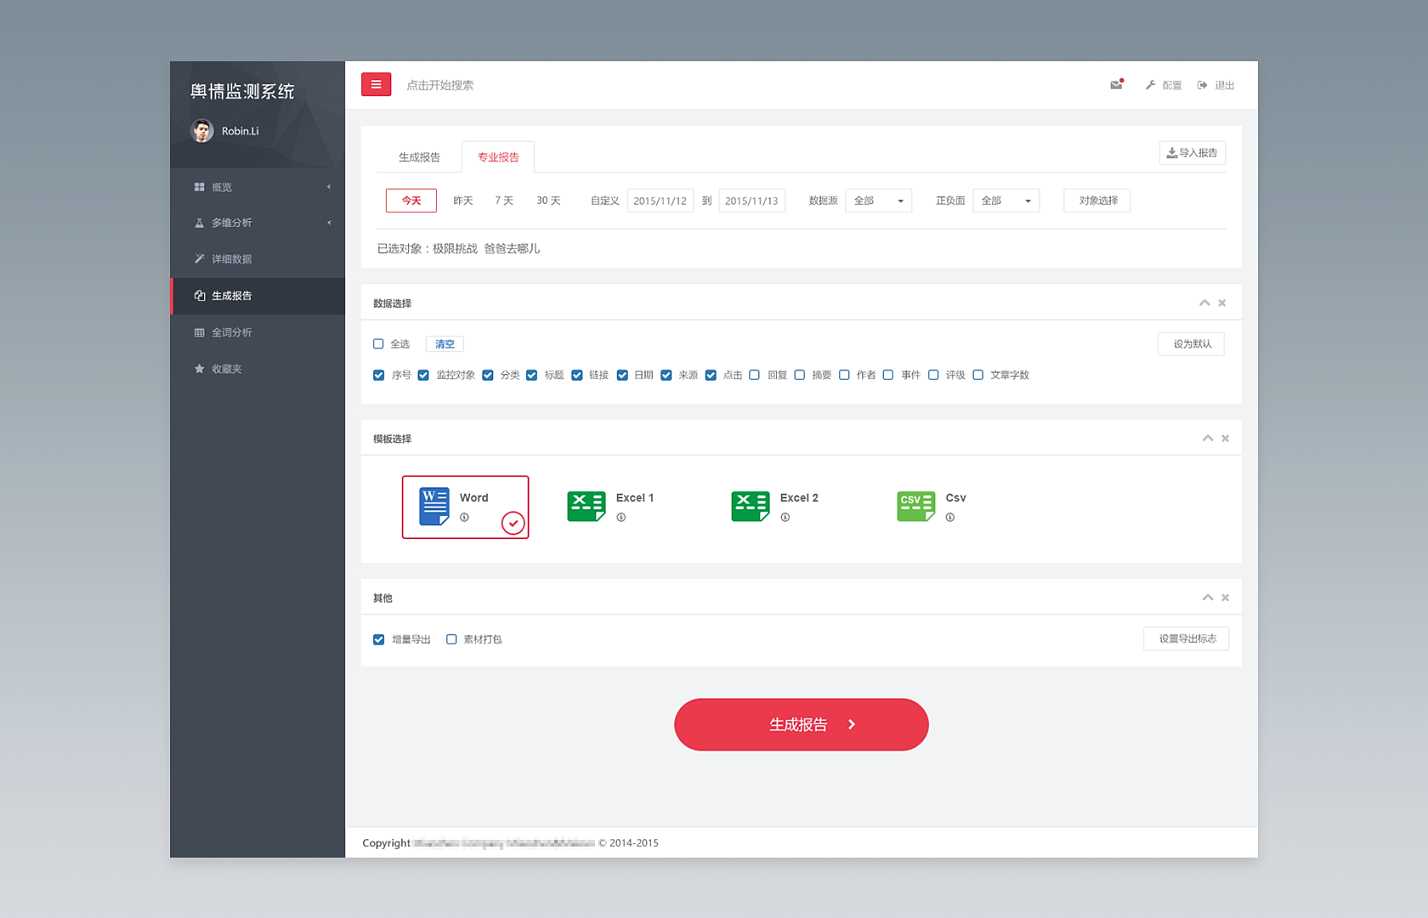 舆情监测系统
Robin.Li
概览
多维分析
详细数据
生成报告
全词分析
收藏夹
点击开始搜索
配置 退出
生成报告 专业报告 导入报告
今天 昨天 7 天 30 天 自定义 2015/11/12 到 2015/11/13 数据源 全部 正负面 全部 对象选择
已选对象：极限挑战 爸爸去哪儿
数据选择
全选 清空 设为默认
序号 监控对象 分类 标题 链接 日期 来源 点击 回复 摘要 作者 事件 评级 文章字数
模板选择
W Word X Excel 1 X Excel 2 CSV Csv
其他
增量导出 素材打包 设置导出标志
生成报告
Copyright © 2014-2015